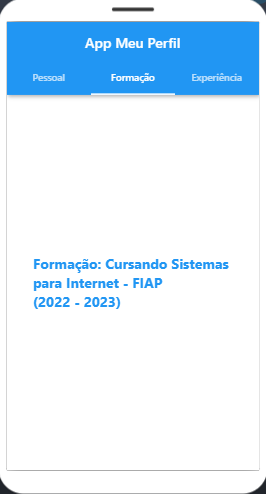 App Meu Perfil
Pessoal Formação Experiência
Formação: Cursando Sistemas
para Internet - FIAP
(2022 - 2023)